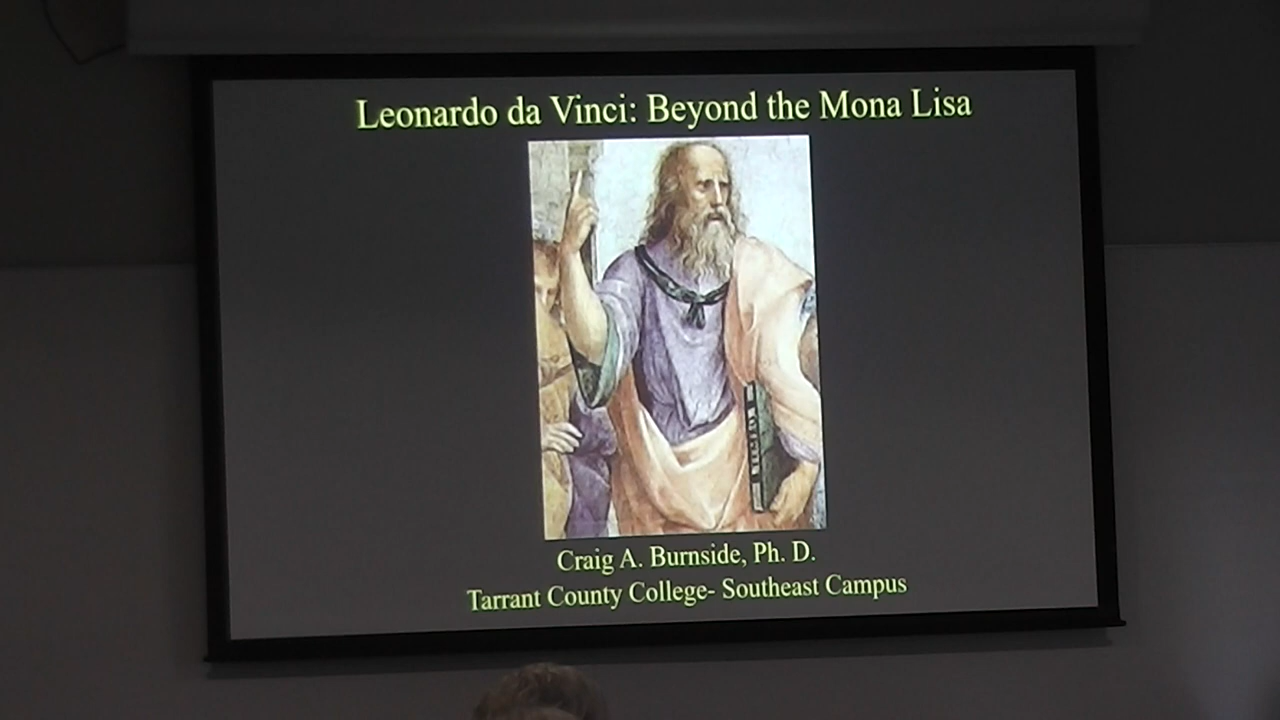 Leonardo da Vinci: Beyond the Mona Lisa
Craig A. Burnside, Ph. D.
Tarrant County College- Southeast Campus